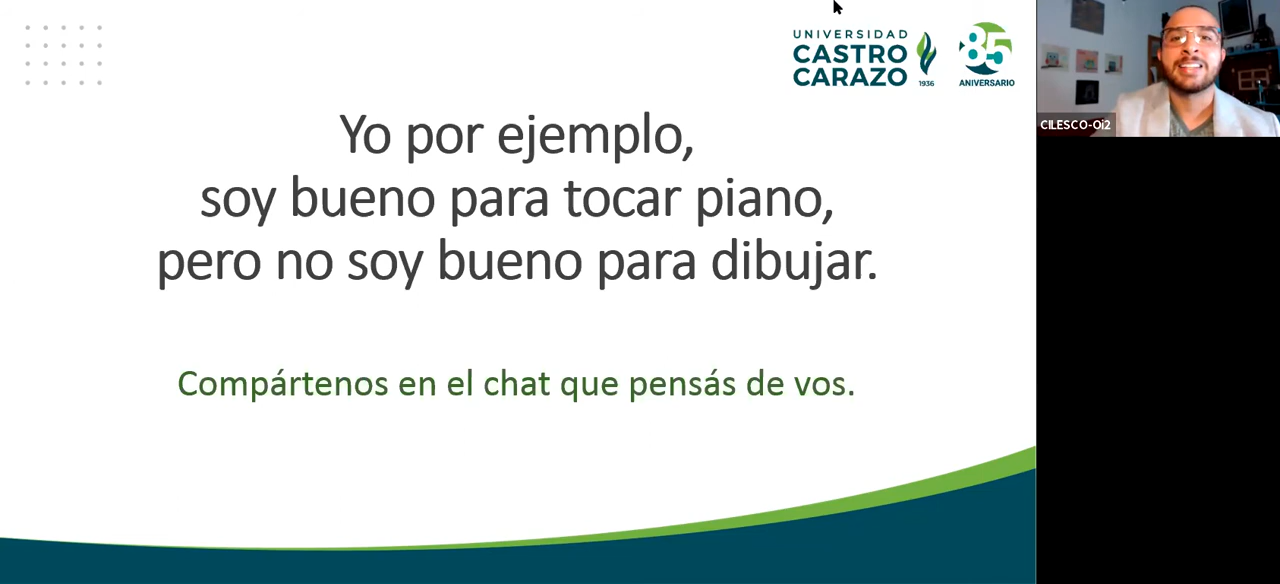 UNIVERSIDAD
CASTRO
CARAZO
1936
85
ANIVERSARIO
CILESCO-Oi2
Yo por ejemplo,
soy bueno para tocar piano,
pero no soy bueno para dibujar.
Compártenos en el chat que pensás de vos.